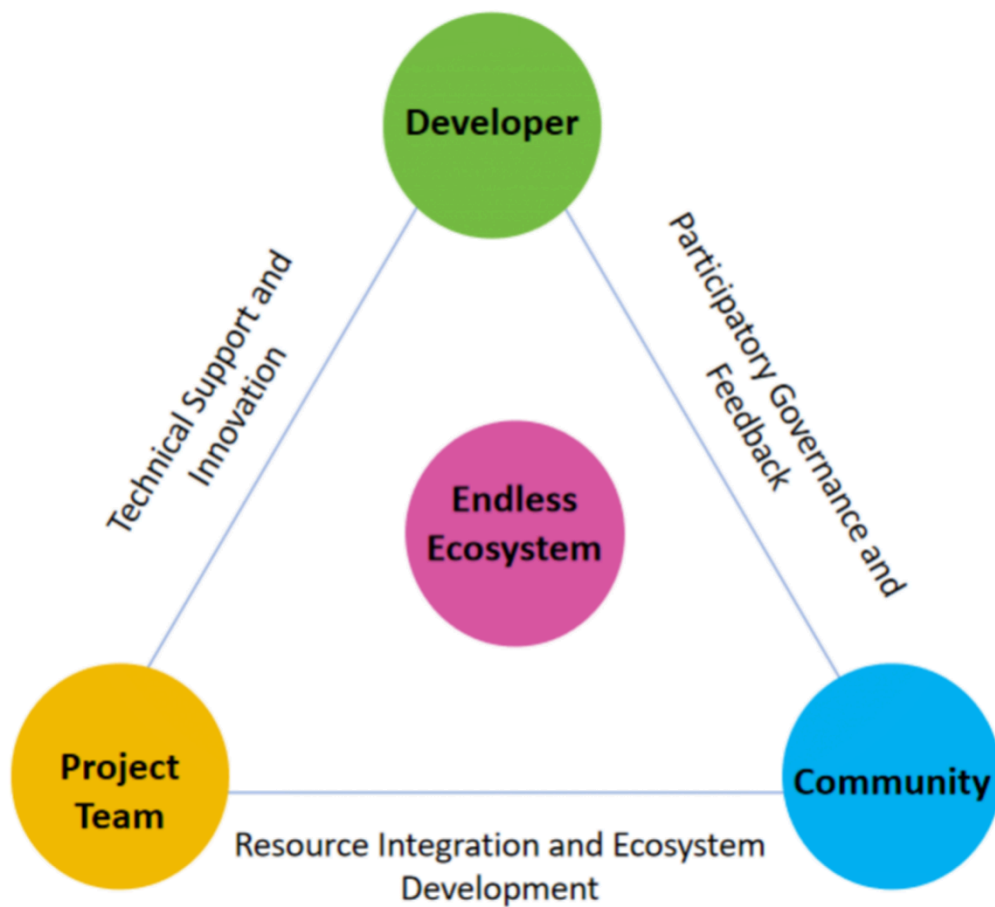 Developer
Technical Support and
Innovation
Participatory Governance and
Feedback
Endless
Ecosystem
Project
Team
Community
Resource Integration and Ecosystem
Development